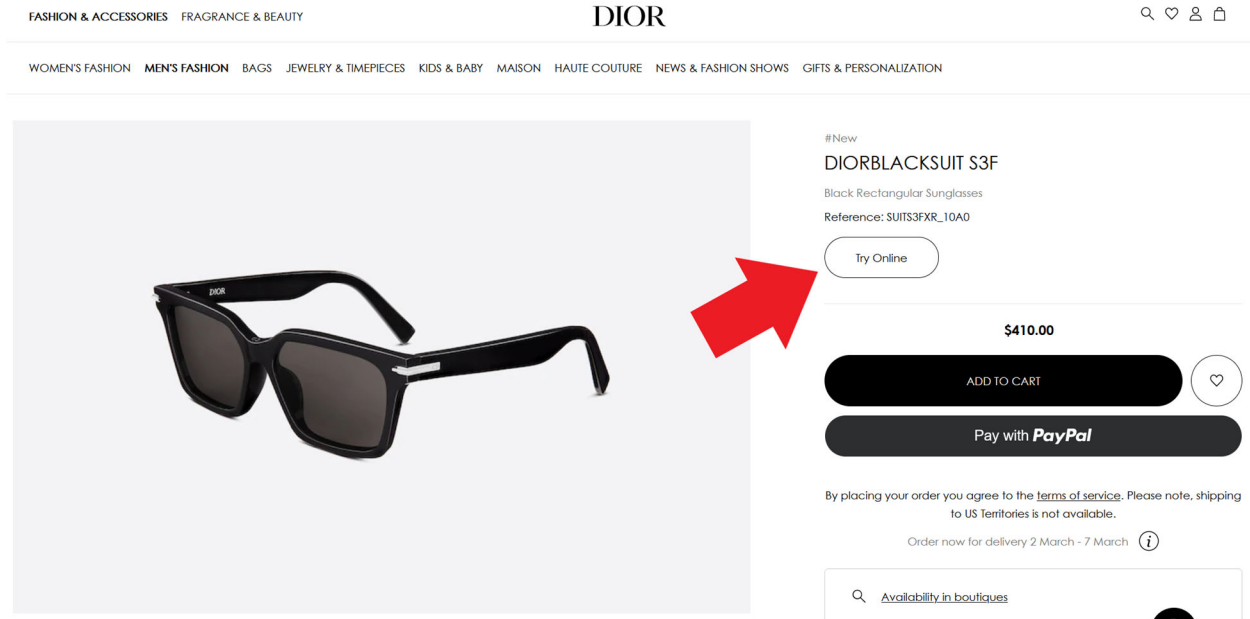 FASHION & ACCESSORIES FRAGRANCE & BEAUTY
DIOR
WOMEN'S FASHION MEN'S FASHION BAGS JEWELRY & TIMEPIECES KIDS & BABY MAISON HAUTE COUTURE NEWS & FASHION SHOWS GIFTS & PERSONALIZATION
#New
DIORBLACKSUIT S3F
Black Rectangular Sunglasses
Reference: SUITS3FXR_10A0
Try Online
DIOR
$410.00
ADD TO CART
Pay with PayPal
By placing your order you agree to the terms of service. Please note, shipping
to US Territories is not available.
Order now for delivery 2 March - 7 March i
Availability in boutiques